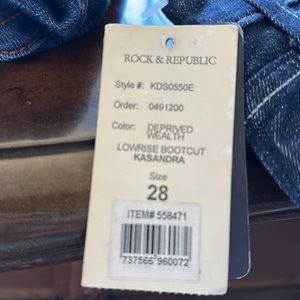 ROCK & REPUBLIC
Style #: KDS0550E
Order: 0491200
Color: DEPRIVED
WEALTH
LOWRISE BOOTCUT
KASANDRA
Size
28
ITEM# 558471
737566 960072